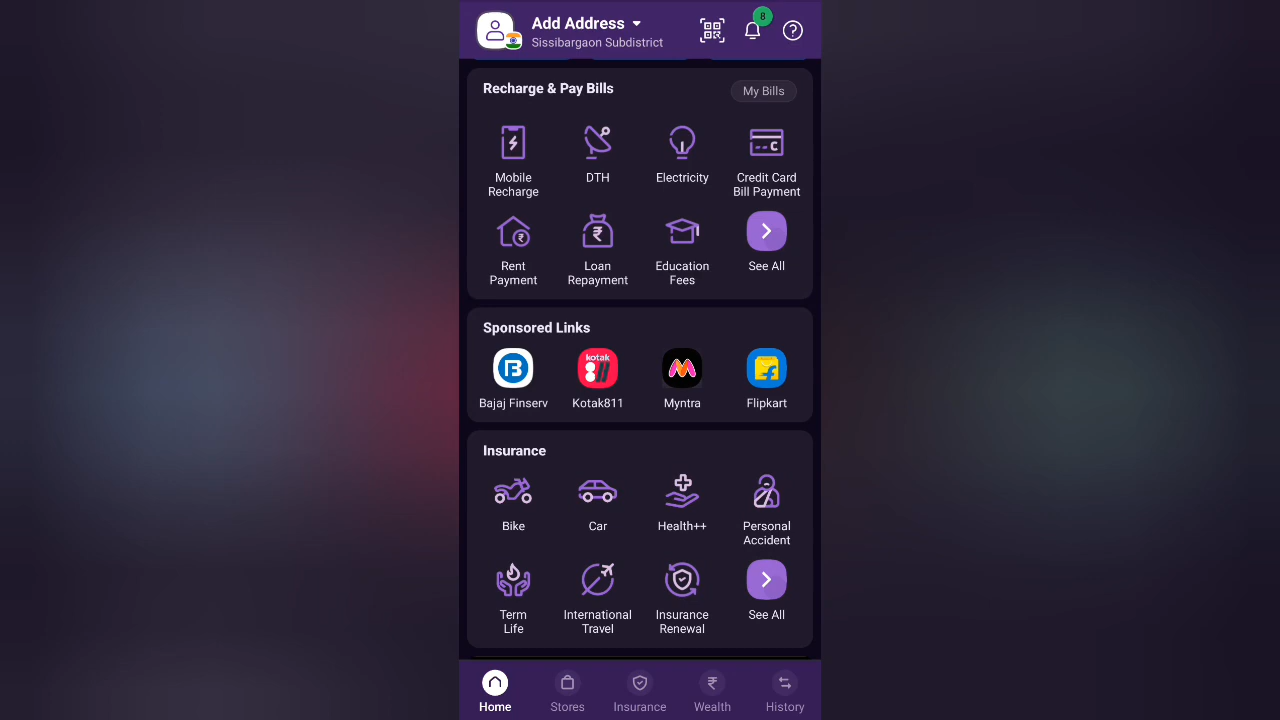 Add Address
Sissibargaon Subdistrict
8
Recharge & Pay Bills
My Bills
Mobile
Recharge
DTH
Electricity
Credit Card
Bill Payment
Rent
Payment
Loan
Repayment
Education
Fees
See All
Sponsored Links
kotak
811
Bajaj Finserv
Kotak811
Myntra
Flipkart
Insurance
Bike
Car
Health++
Personal
Accident
Term
Life
International
Travel
Insurance
Renewal
See All
Home
Stores
Insurance
Wealth
History